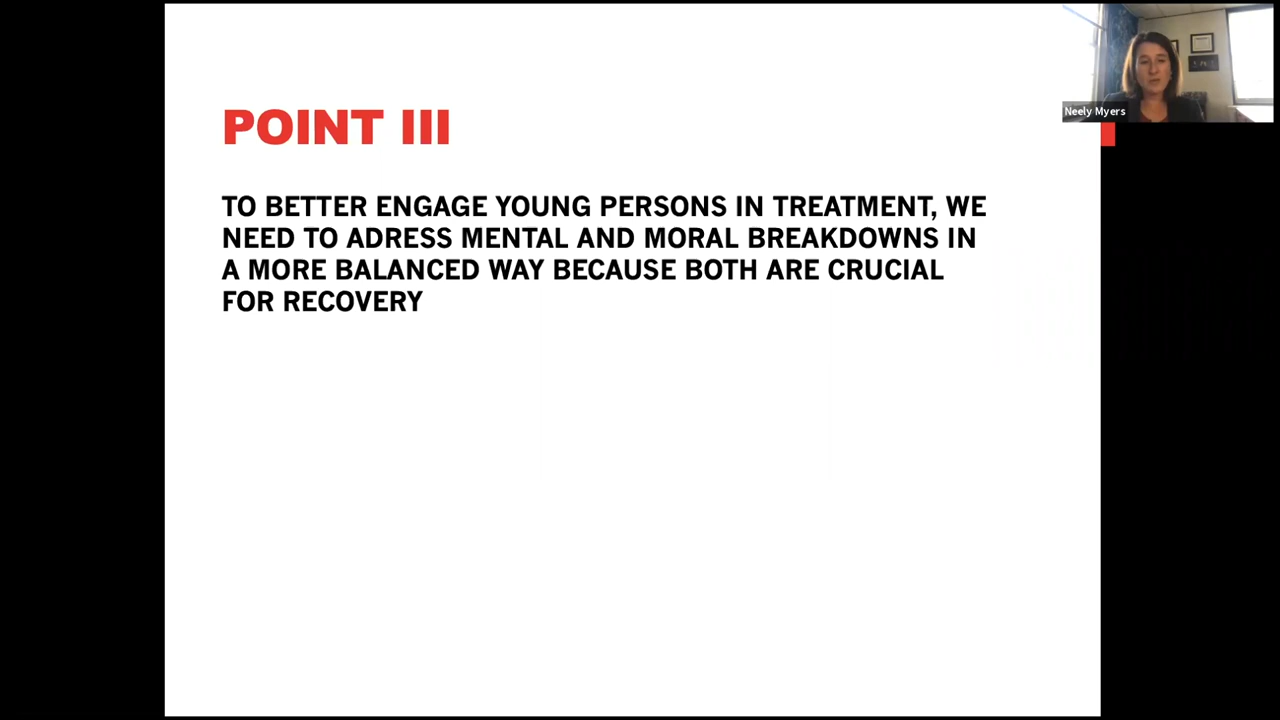 POINT III
TO BETTER ENGAGE YOUNG PERSONS IN TREATMENT, WE
NEED TO ADRESS MENTAL AND MORAL BREAKDOWNS IN
A MORE BALANCED WAY BECAUSE BOTH ARE CRUCIAL
FOR RECOVERY
Neely Myers